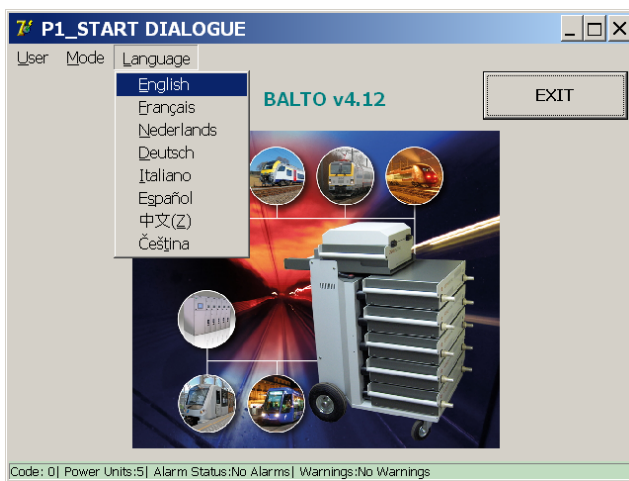 P1_START DIALOGUE
User Mode Language
English
Français
Nederlands
Deutsch
Italiano
Español
中文(Z)
Čeština
BALTO v4.12
EXIT
Code: 0| Power Units:5| Alarm Status:No Alarms| Warnings:No Warnings